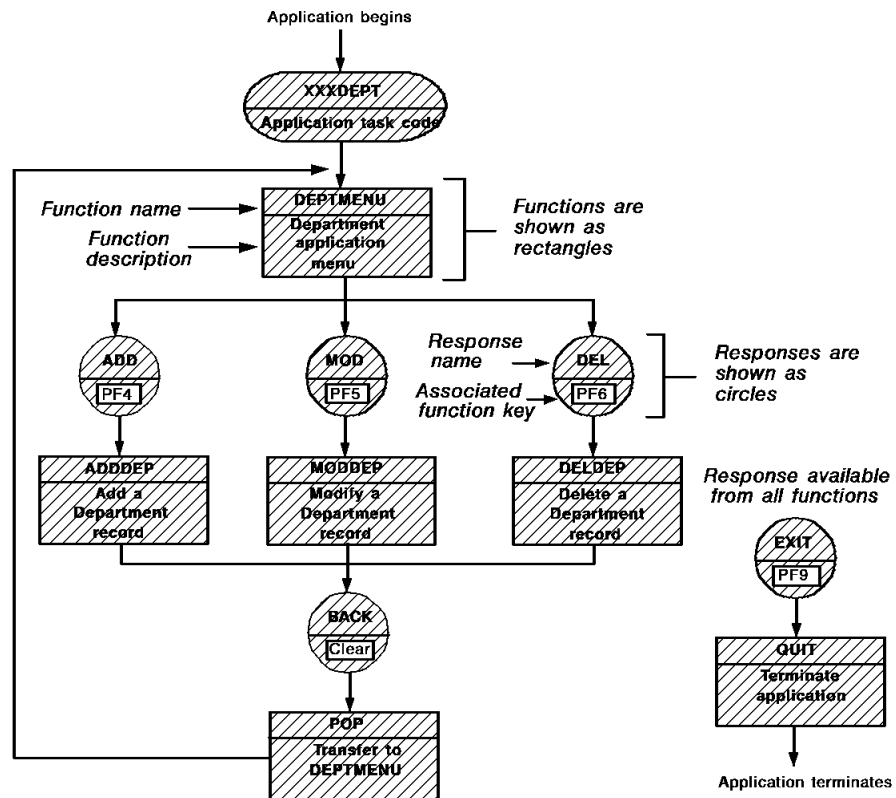 Application begins
XXXDEPT
Application task code
Function name
DEPTMENU
Function
description
Department
application
menu
Functions are
shown as
rectangles
ADD
PF4
MOD
PF5
Response
name
Associated
function key
DEL
PF6
Responses are
shown as
circles
ADDDEP
Add a
Department
record
MODDEP
Modify a
Department
record
DELDEP
Delete a
Department
record
Response available
from all functions
EXIT
PF9
BACK
Clear
QUIT
Terminate
application
POP
Transfer to
DEPTMENU
Application terminates